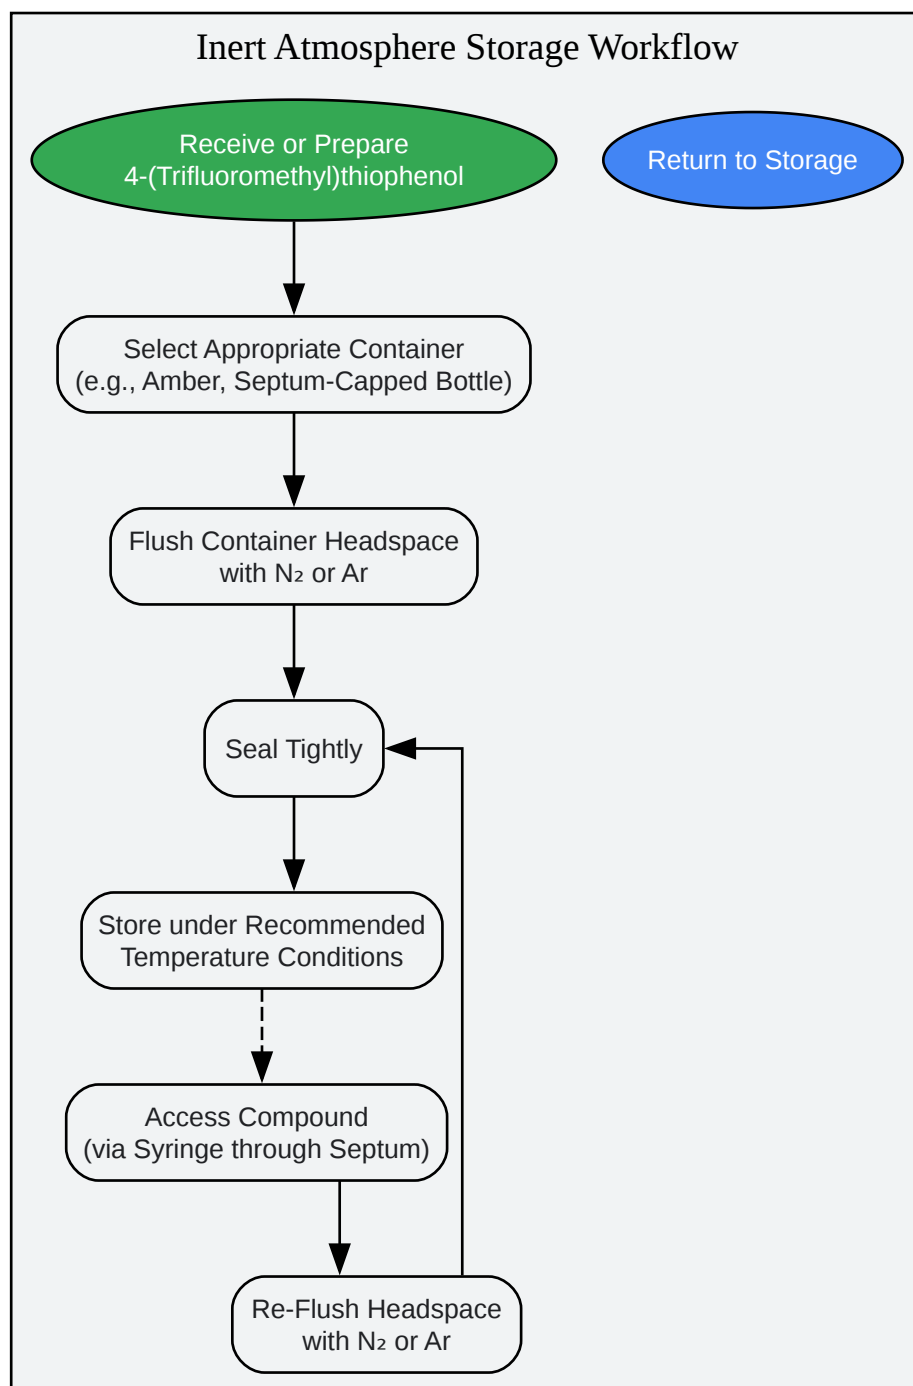 Inert Atmosphere Storage Workflow
Receive or Prepare
4-(Trifluoromethyl)thiophenol
Return to Storage
Select Appropriate Container
(e.g., Amber, Septum-Capped Bottle)
Flush Container Headspace
with N₂ or Ar
Seal Tightly
Store under Recommended
Temperature Conditions
Access Compound
(via Syringe through Septum)
Re-Flush Headspace
with N₂ or Ar